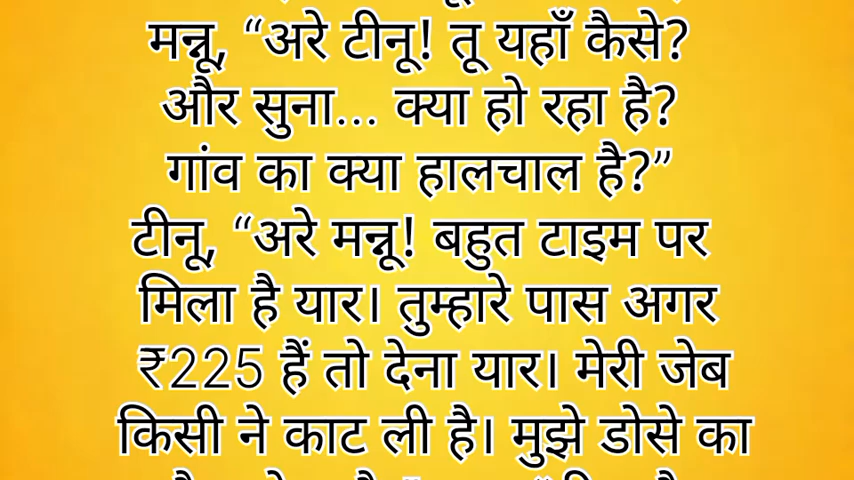 मन्नू, “अरे टीनू! तू यहाँ कैसे?
और सुना... क्या हो रहा है?
गांव का क्या हालचाल है?”
टीनू, “अरे मन्नू! बहुत टाइम पर
मिला है यार। तुम्हारे पास अगर
₹225 हैं तो देना यार। मेरी जेब
किसी ने काट ली है। मुझे डोसे का